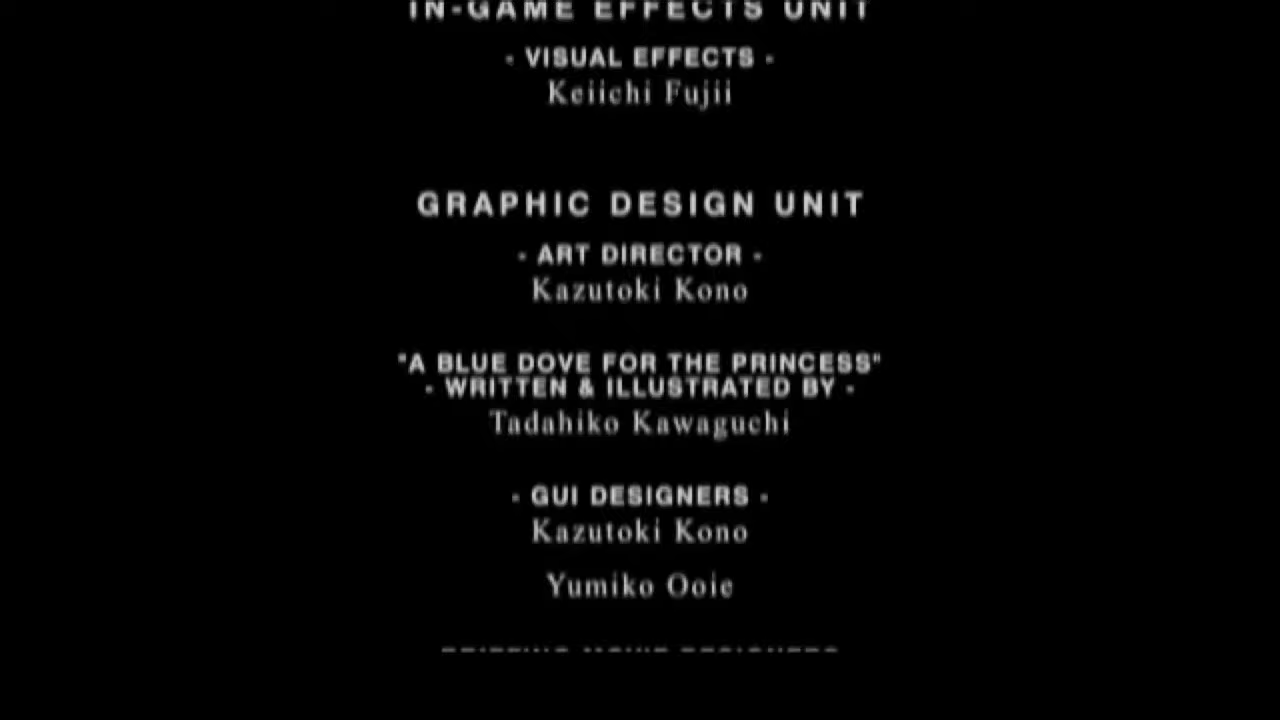 IN-GAME EFFECTS UNIT
- VISUAL EFFECTS -
Keiichi Fujii
GRAPHIC DESIGN UNIT
- ART DIRECTOR -
Kazutoki Kono
"A BLUE DOVE FOR THE PRINCESS"
- WRITTEN & ILLUSTRATED BY -
Tadahiko Kawaguchi
- GUI DESIGNERS -
Kazutoki Kono
Yumiko Ooie